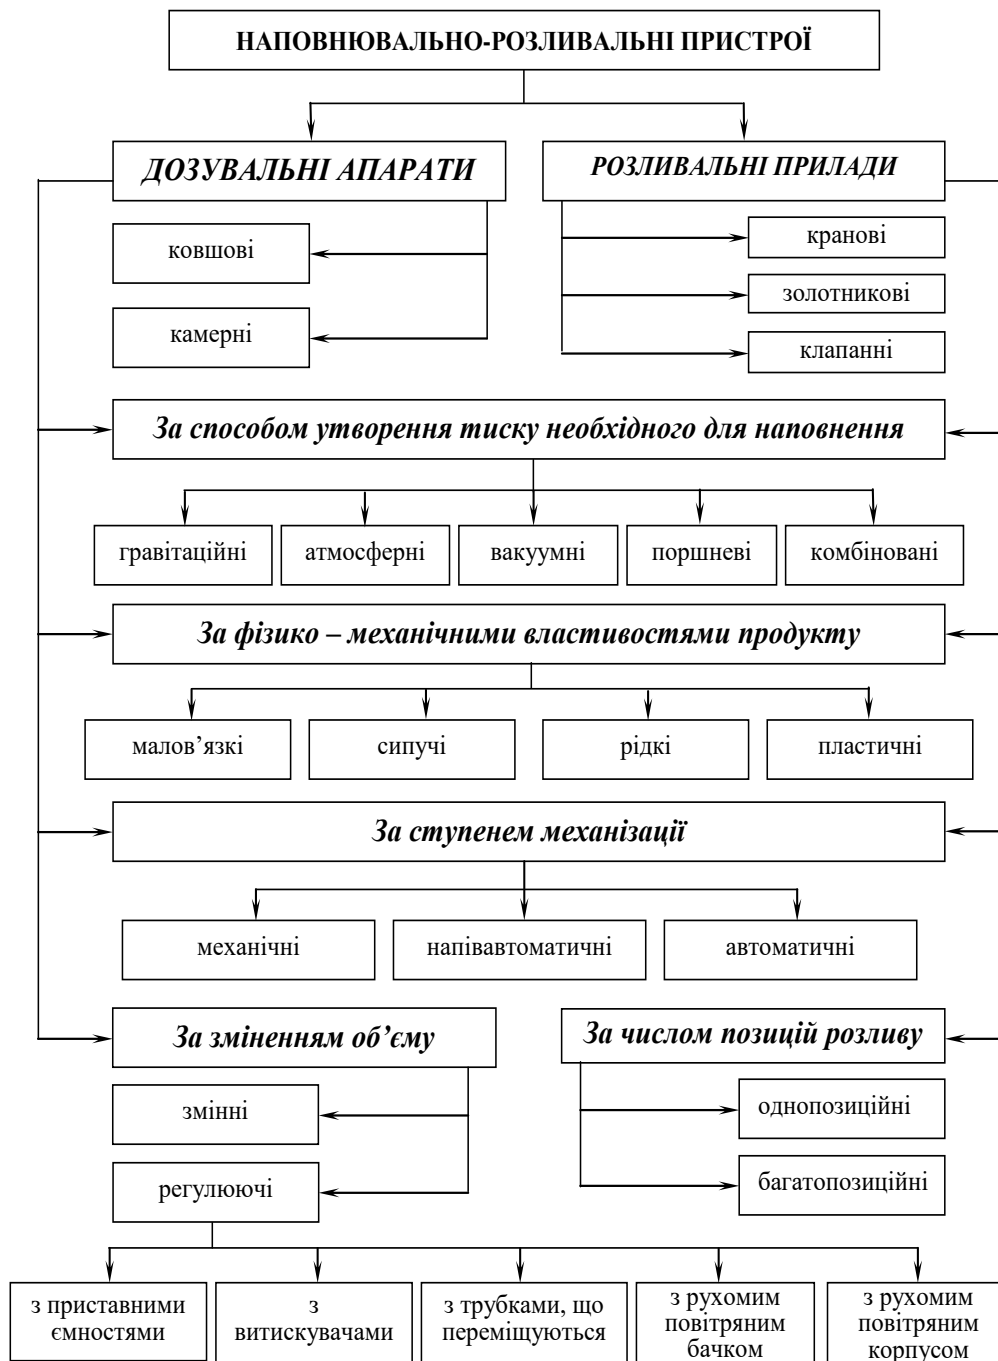 НАПОВНЮВАЛЬНО-РОЗЛИВАЛЬНІ ПРИСТРОЇ
ДОЗУВАЛЬНІ АПАРАТИ
РОЗЛИВАЛЬНІ ПРИЛАДИ
ковшові
камерні
кранові
золотникові
клапанні
За способом утворення тиску необхідного для наповнення
гравітаційні
атмосферні
вакуумні
поршневі
комбіновані
За фізико – механічними властивостями продукту
малов’язкі
сипучі
рідкі
пластичні
За ступенем механізації
механічні
напівавтоматичні
автоматичні
За зміненням об’єму
За числом позицій розливу
змінні
регулюючі
однопозиційні
багатопозиційні
з приставними
ємностями
з
витискувачами
з трубками, що
переміщуються
з рухомим
повітряним
бачком
з рухомим
повітряним
корпусом